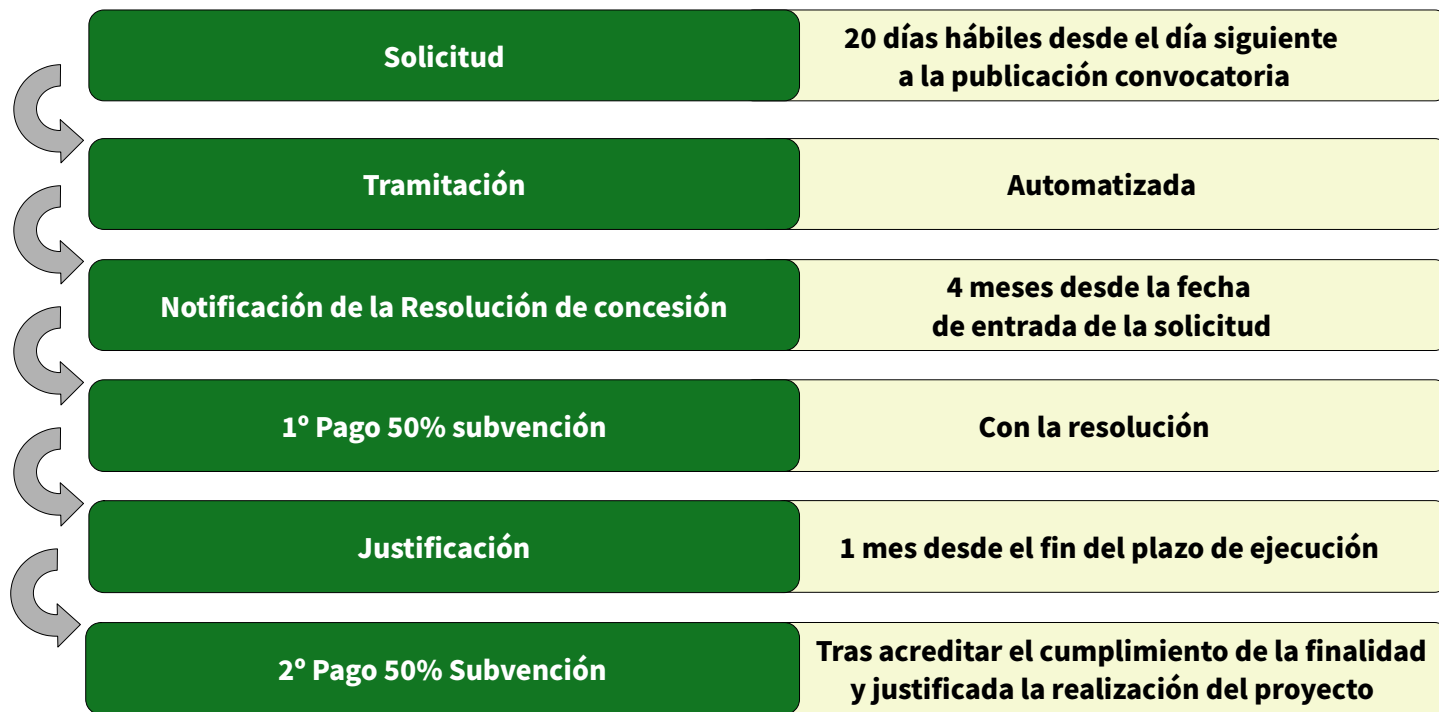 Solicitud
20 días hábiles desde el día siguiente
a la publicación convocatoria
Tramitación
Automatizada
Notificación de la Resolución de concesión
4 meses desde la fecha
de entrada de la solicitud
1º Pago 50% subvención
Con la resolución
Justificación
1 mes desde el fin del plazo de ejecución
2º Pago 50% Subvención
Tras acreditar el cumplimiento de la finalidad
y justificada la realización del proyecto